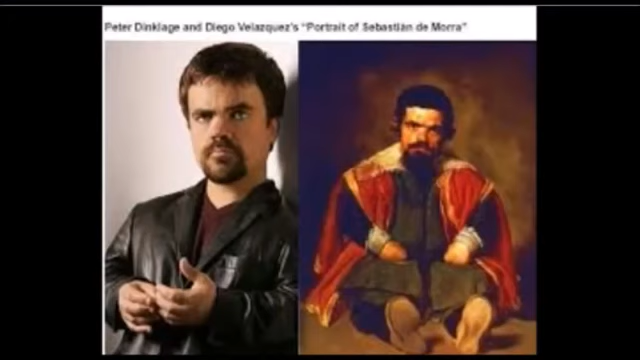 Peter Dinklage and Diego Velazquez's "Portrait of Sebastián de Morra"